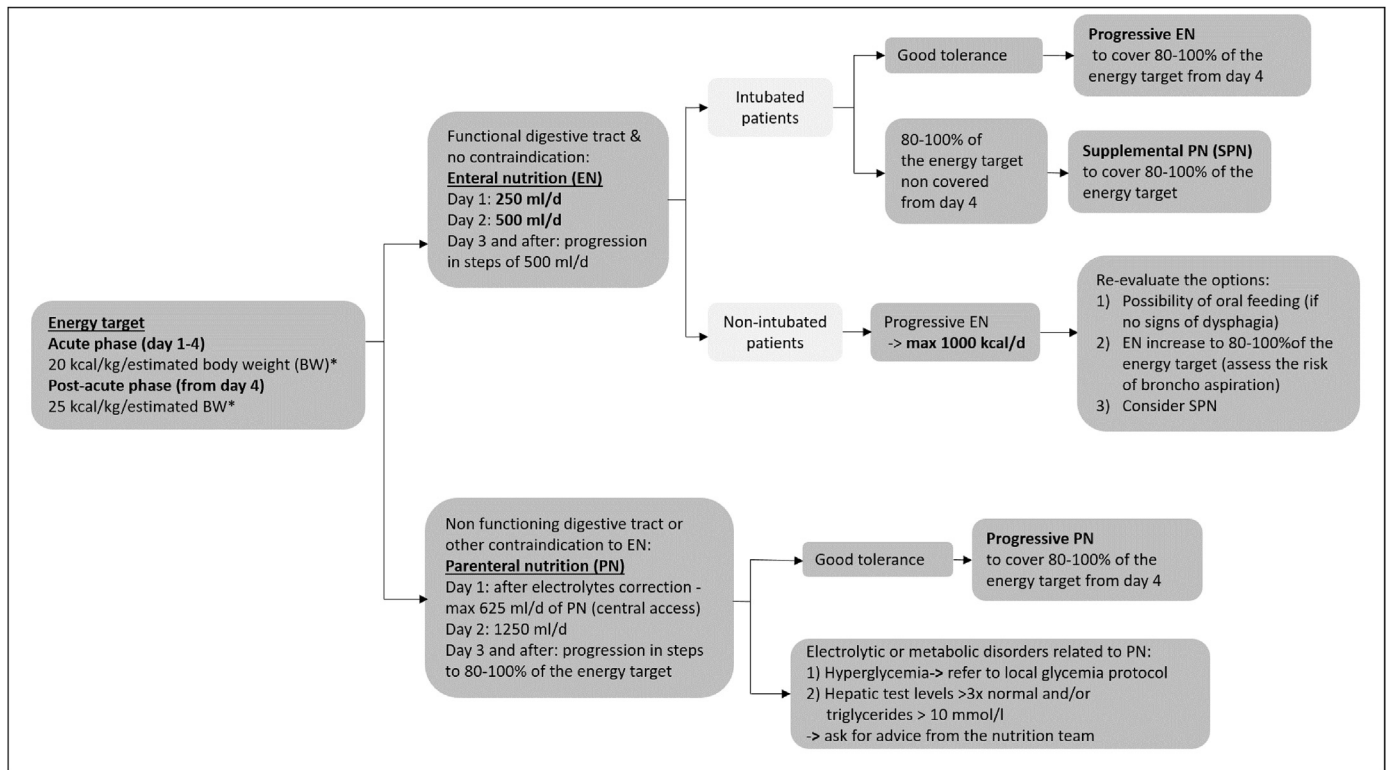 Energy target
Acute phase (day 1-4)
20 kcal/kg/estimated body weight (BW)*
Post-acute phase (from day 4)
25 kcal/kg/estimated BW*
Functional digestive tract &
no contraindication:
Enteral nutrition (EN)
Day 1: 250 ml/d
Day 2: 500 ml/d
Day 3 and after: progression
in steps of 500 ml/d
Intubated
patients
Good tolerance
Progressive EN
to cover 80-100% of the
energy target from day 4
80-100% of
the energy target
non covered
from day 4
Supplemental PN (SPN)
to cover 80-100% of the
energy target
Non-intubated
patients
Progressive EN
-> max 1000 kcal/d
Re-evaluate the options:
1) Possibility of oral feeding (if
no signs of dysphagia)
2) EN increase to 80-100%of the
energy target (assess the risk
of broncho aspiration)
3) Consider SPN
Non functioning digestive tract or
other contraindication to EN:
Parenteral nutrition (PN)
Day 1: after electrolytes correction -
max 625 ml/d of PN (central access)
Day 2: 1250 ml/d
Day 3 and after: progression in steps
to 80-100% of the energy target
Good tolerance
Progressive PN
to cover 80-100% of the
energy target from day 4
Electrolytic or metabolic disorders related to PN:
1) Hyperglycemia-> refer to local glycemia protocol
2) Hepatic test levels >3x normal and/or
triglycerides > 10 mmol/l
-> ask for advice from the nutrition team